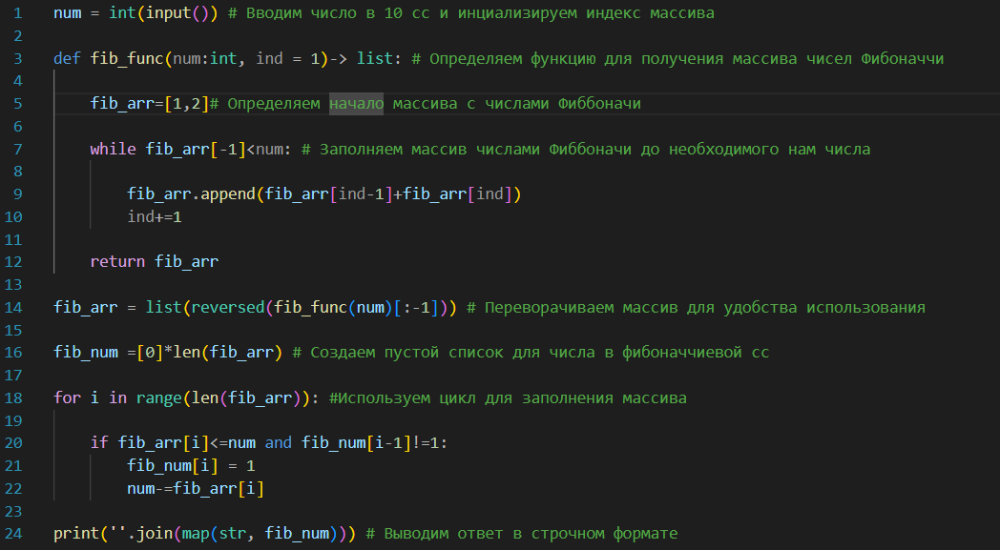 1 num = int(input()) # Вводим число в 10 сс и инциализируем индекс массива
2
3 def fib_func(num:int, ind = 1)-> list: # Определяем функцию для получения массива чисел Фибоначчи
4
5 fib_arr=[1,2]# Определяем начало массива с числами Фиббоначи
6
7 while fib_arr[-1]<num: # Заполняем массив числами Фиббоначи до необходимого нам числа
8
9 fib_arr.append(fib_arr[ind-1]+fib_arr[ind])
10 ind+=1
11
12 return fib_arr
13
14 fib_arr = list(reversed(fib_func(num)[:-1])) # Переворачиваем массив для удобства использования
15
16 fib_num =[0]*len(fib_arr) # Создаем пустой список для числа в фибоначчиевой сс
17
18 for i in range(len(fib_arr)): #Используем цикл для заполнения массива
19
20 if fib_arr[i]<=num and fib_num[i-1]!=1:
21 fib_num[i] = 1
22 num-=fib_arr[i]
23
24 print(''.join(map(str, fib_num))) # Выводим ответ в строчном формате